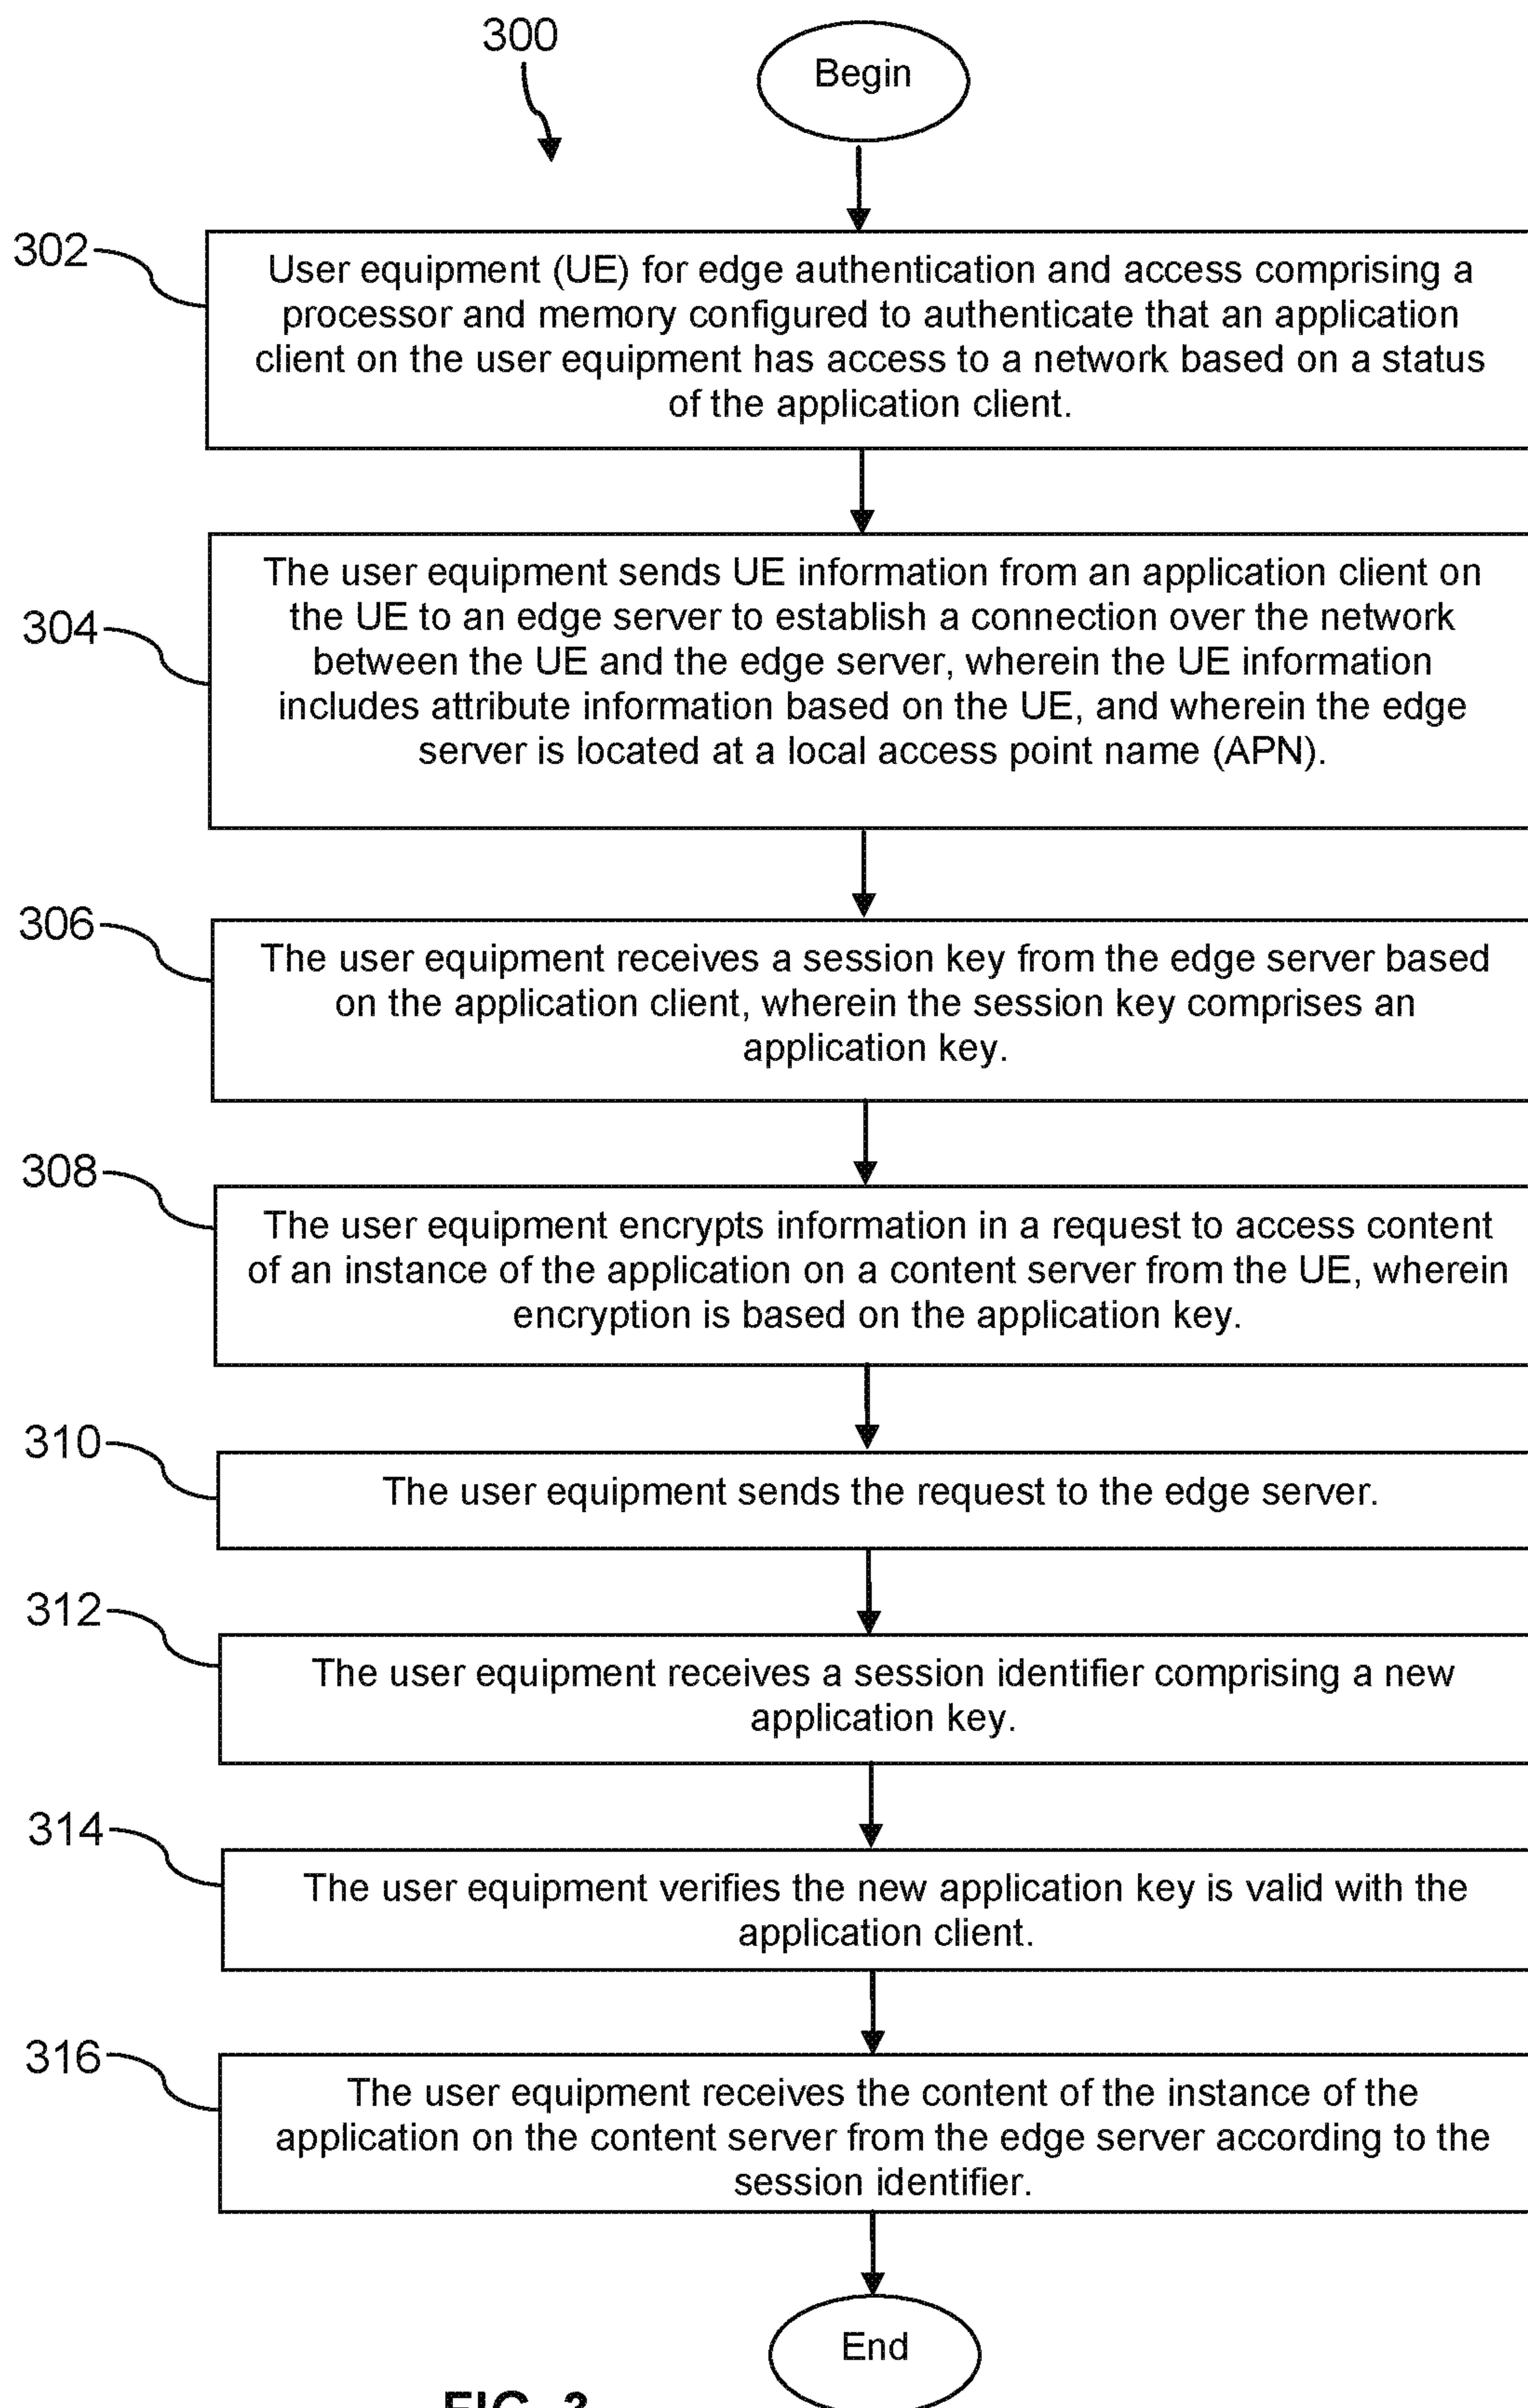 300
Begin
302
User equipment (UE) for edge authentication and access comprising a
processor and memory configured to authenticate that an application
client on the user equipment has access to a network based on a status
of the application client.
304
The user equipment sends UE information from an application client on
the UE to an edge server to establish a connection over the network
between the UE and the edge server, wherein the UE information
includes attribute information based on the UE, and wherein the edge
server is located at a local access point name (APN).
306
The user equipment receives a session key from the edge server based
on the application client, wherein the session key comprises an
application key.
308
The user equipment encrypts information in a request to access content
of an instance of the application on a content server from the UE, wherein
encryption is based on the application key.
310
The user equipment sends the request to the edge server.
312
The user equipment receives a session identifier comprising a new
application key.
314
The user equipment verifies the new application key is valid with the
application client.
316
The user equipment receives the content of the instance of the
application on the content server from the edge server according to the
session identifier.
End
FIG. 3